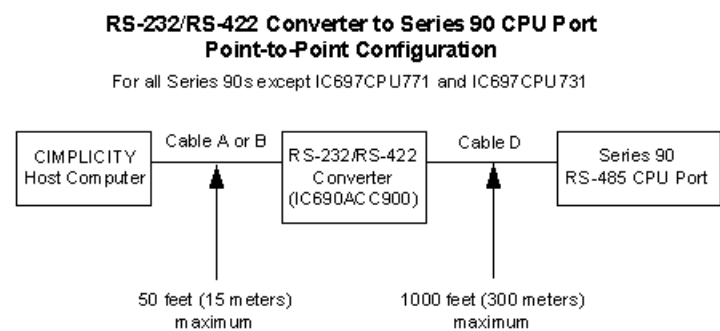 RS-232/RS-422 Converter to Series 90 CPU Port
Point-to-Point Configuration
For all Series 90s except IC697CPU771 and IC697CPU731
CIMPLICITY
Host Computer
Cable A or B
RS-232/RS-422
Converter
(IC690ACC900)
Cable D
Series 90
RS-485 CPU Port
50 feet (15 meters)
maximum
1000 feet (300 meters)
maximum